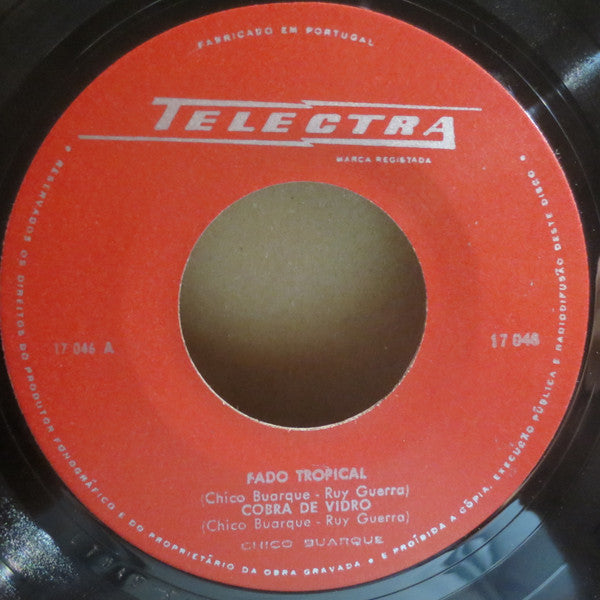 FABRICADO EM PORTUGAL
TELECTRA
MARCA REGISTADA
17 046 A
17 048
FADO TROPICAL
(Chico Buarque - Ruy Guerra)
COBRA DE VIDRO
(Chico Buarque - Ruy Guerra)
CHICO BUARQUE
• RESERVADOS OS DIREITOS DO PRODUTOR FONOGRÁFICO E DO PROPRIETÁRIO DA OBRA GRAVADA • É PROIBIDA A CÓPIA, EXECUÇÃO PÚBLICA E RADIODIFUSÃO DESTE DISCO •